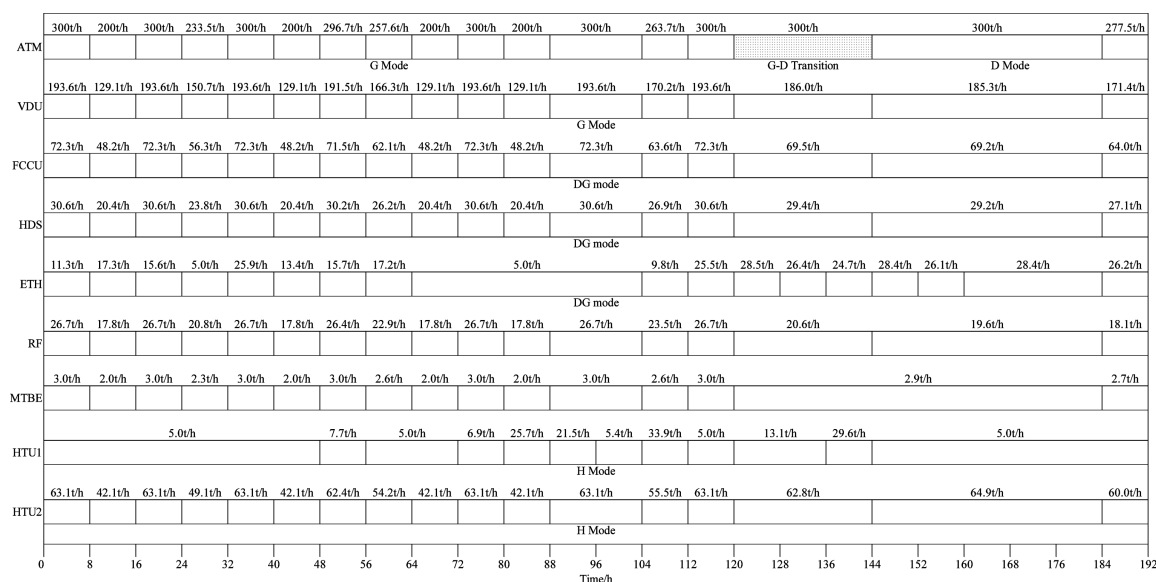 300t/h 200t/h 300t/h 233.5t/h 300t/h 200t/h 296.7t/h 257.6t/h 200t/h 300t/h 200t/h 300t/h 263.7t/h 300t/h 300t/h 300t/h 277.5t/h
ATM
G Mode G-D Transition D Mode
193.6t/h 129.1t/h 193.6t/h 150.7t/h 193.6t/h 129.1t/h 191.5t/h 166.3t/h 129.1t/h 193.6t/h 129.1t/h 193.6t/h 170.2t/h 193.6t/h 186.0t/h 185.3t/h 171.4t/h
VDU
G Mode
72.3t/h 48.2t/h 72.3t/h 56.3t/h 72.3t/h 48.2t/h 71.5t/h 62.1t/h 48.2t/h 72.3t/h 48.2t/h 72.3t/h 63.6t/h 72.3t/h 69.5t/h 69.2t/h 64.0t/h
FCCU
DG mode
30.6t/h 20.4t/h 30.6t/h 23.8t/h 30.6t/h 20.4t/h 30.2t/h 26.2t/h 20.4t/h 30.6t/h 20.4t/h 30.6t/h 26.9t/h 30.6t/h 29.4t/h 29.2t/h 27.1t/h
HDS
DG mode
11.3t/h 17.3t/h 15.6t/h 5.0t/h 25.9t/h 13.4t/h 15.7t/h 17.2t/h 5.0t/h 9.8t/h 25.5t/h 28.5t/h 26.4t/h 24.7t/h 28.4t/h 26.1t/h 28.4t/h 26.2t/h
ETH
DG mode
26.7t/h 17.8t/h 26.7t/h 20.8t/h 26.7t/h 17.8t/h 26.4t/h 22.9t/h 17.8t/h 26.7t/h 17.8t/h 26.7t/h 23.5t/h 26.7t/h 20.6t/h 19.6t/h 18.1t/h
RF
3.0t/h 2.0t/h 3.0t/h 2.3t/h 3.0t/h 2.0t/h 3.0t/h 2.6t/h 2.0t/h 3.0t/h 2.0t/h 3.0t/h 2.6t/h 3.0t/h 2.9t/h 2.7t/h
MTBE
5.0t/h 7.7t/h 5.0t/h 6.9t/h 25.7t/h 21.5t/h 5.4t/h 33.9t/h 5.0t/h 13.1t/h 29.6t/h 5.0t/h
HTU1
H Mode
63.1t/h 42.1t/h 63.1t/h 49.1t/h 63.1t/h 42.1t/h 62.4t/h 54.2t/h 42.1t/h 63.1t/h 42.1t/h 63.1t/h 55.5t/h 63.1t/h 62.8t/h 64.9t/h 60.0t/h
HTU2
H Mode
0 8 16 24 32 40 48 56 64 72 80 88 96 104 112 120 128 136 144 152 160 168 176 184 192
Time/h